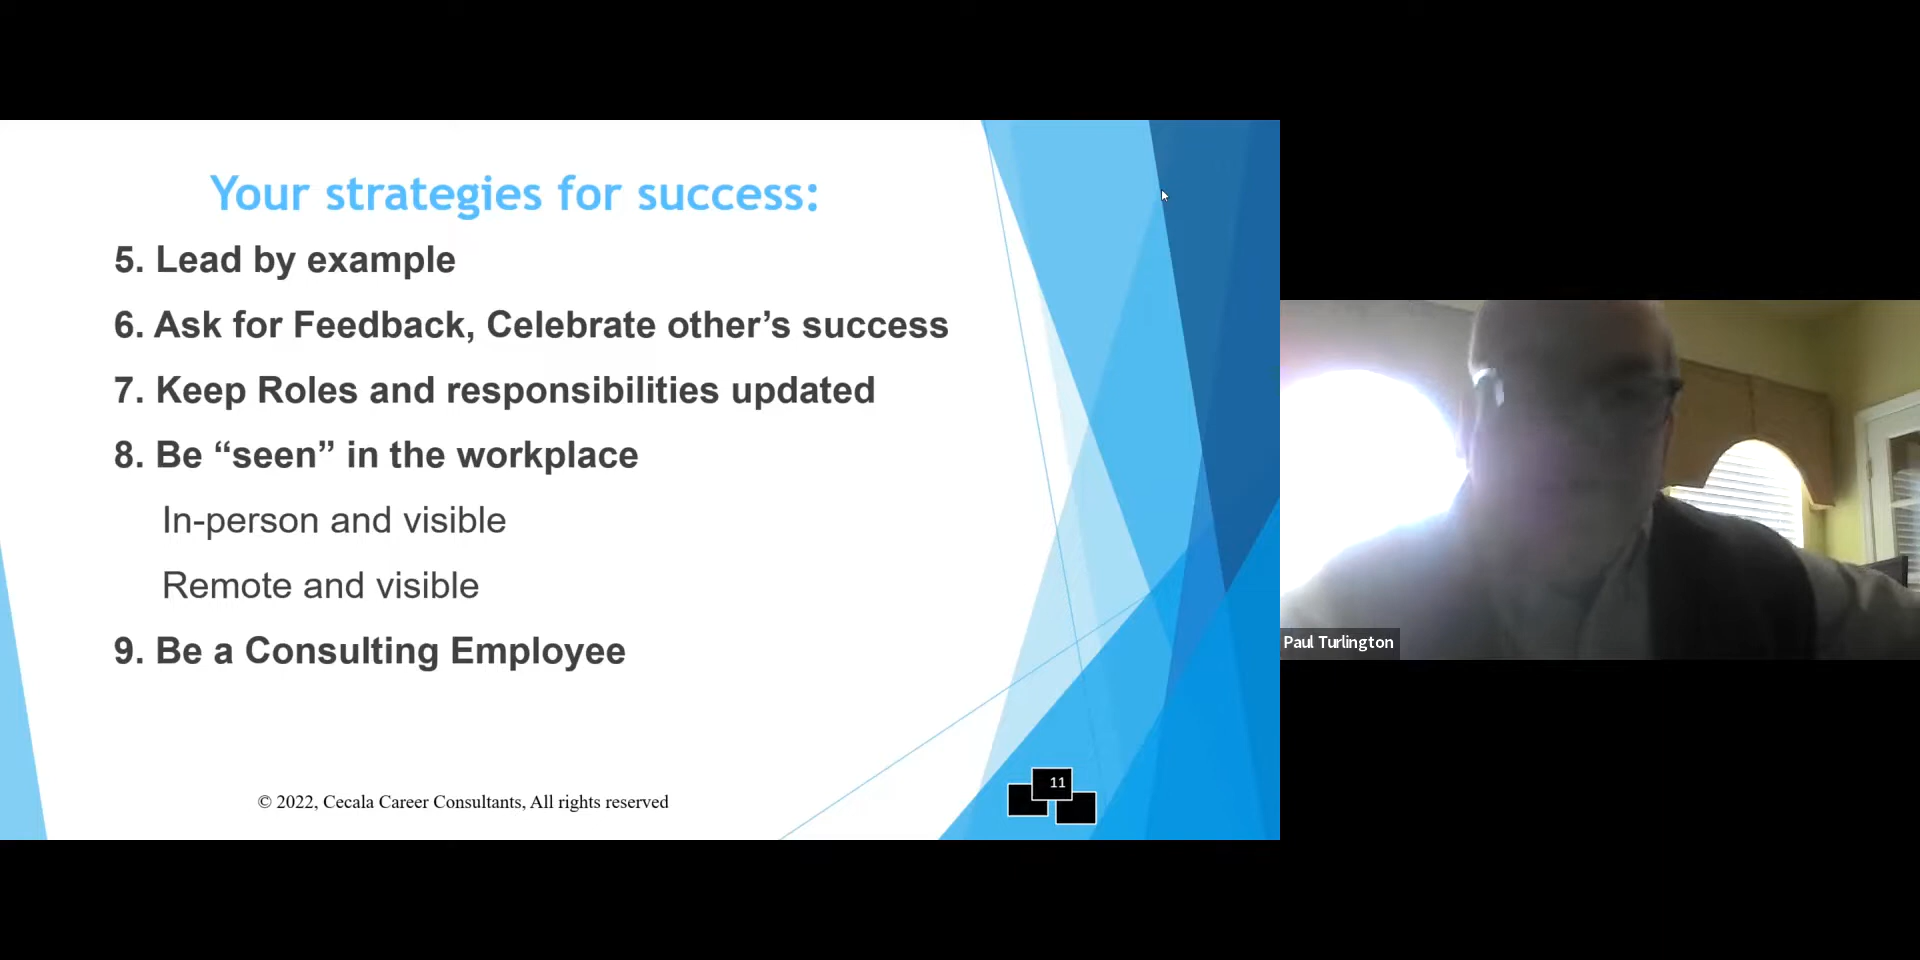 Your strategies for success:
5. Lead by example
6. Ask for Feedback, Celebrate other’s success
7. Keep Roles and responsibilities updated
8. Be “seen” in the workplace
In-person and visible
Remote and visible
9. Be a Consulting Employee
© 2022, Cecala Career Consultants, All rights reserved
11
Paul Turlington